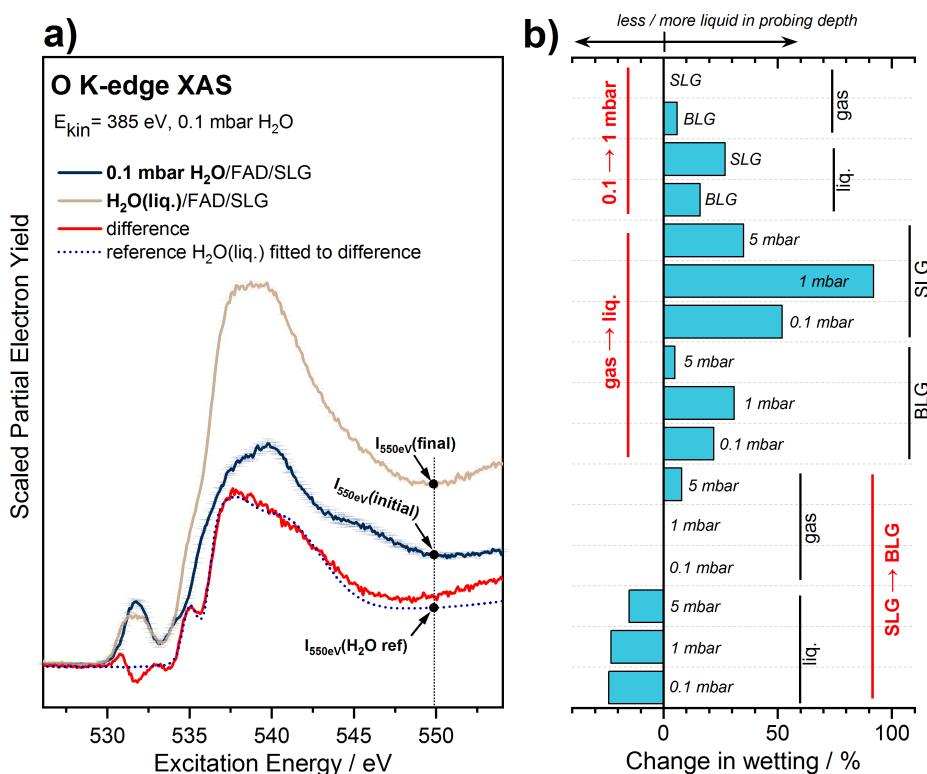 a)
O K-edge XAS
Ekin= 385 eV, 0.1 mbar H2O
0.1 mbar H2O/FAD/SLG
H2O(liq.)/FAD/SLG
difference
reference H2O(liq.) fitted to difference
I550eV(final)
I550eV(initial)
I550eV(H2O ref)
Scaled Partial Electron Yield
530
535
540
545
550
Excitation Energy / eV
less / more liquid in probing depth
b)
0.1 → 1 mbar
SLG
BLG
gas
SLG
BLG
liq.
gas → liq.
5 mbar
1 mbar
0.1 mbar
SLG
5 mbar
1 mbar
0.1 mbar
BLG
5 mbar
1 mbar
0.1 mbar
gas
SLG → BLG
5 mbar
1 mbar
0.1 mbar
liq.
0
50
100
Change in wetting / %